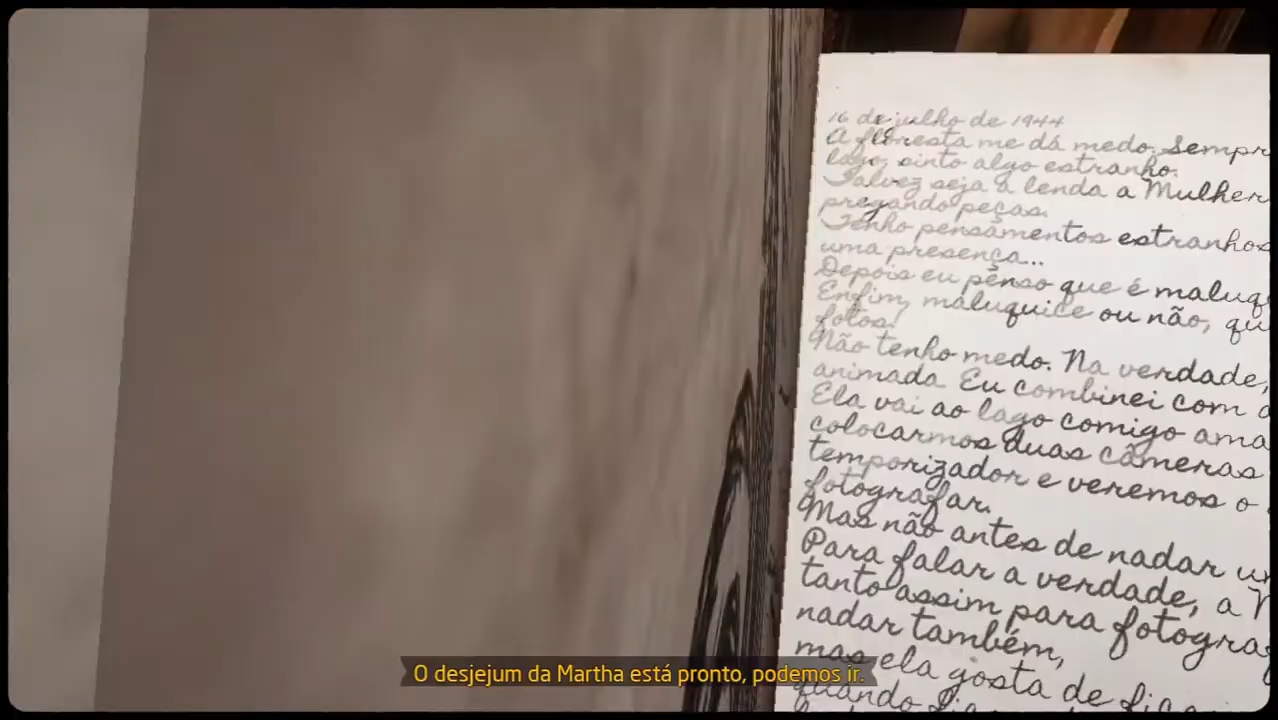 16 de julho de 1944
A floresta me dá medo. Sempr
lago, sinto algo estranho.
Talvez seja a lenda a Mulher
pregando peças.
Tenho pensamentos estranhos
uma presença...
Depois eu penso que é maluq
Enfim, maluquice ou não, qu
fotos.
Não tenho medo. Na verdade,
animada. Eu combinei com a
Ela vai ao lago comigo ama
colocarmos duas câmeras
temporizador e veremos o
fotografar.
Mas não antes de nadar um
Para falar a verdade, a
tanto assim para fotogra
nadar também,
mas ela gosta de fica
quando
O desjejum da Martha está pronto, podemos ir.